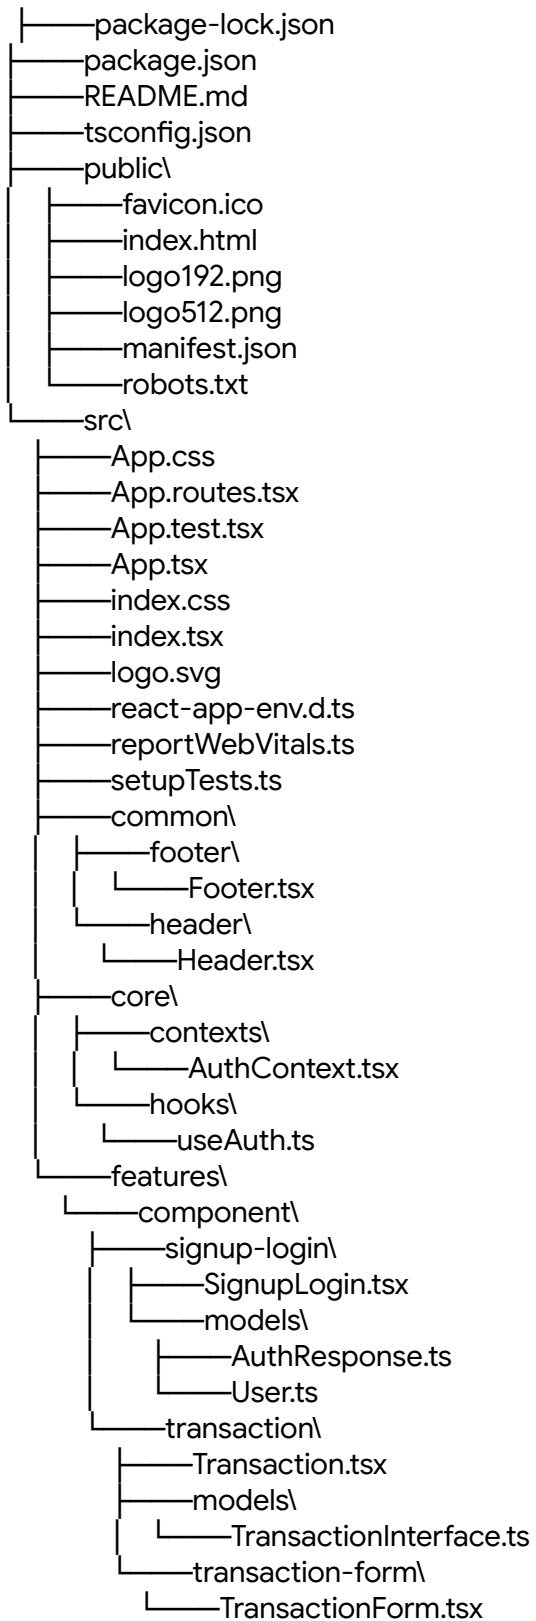 ├───package-lock.json
├───package.json
├───README.md
├───tsconfig.json
├───public\
│ ├───favicon.ico
│ ├───index.html
│ ├───logo192.png
│ ├───logo512.png
│ ├───manifest.json
│ └───robots.txt
└───src\
├───App.css
├───App.routes.tsx
├───App.test.tsx
├───App.tsx
├───index.css
├───index.tsx
├───logo.svg
├───react-app-env.d.ts
├───reportWebVitals.ts
├───setupTests.ts
├───common\
│ ├───footer\
│ │ └───Footer.tsx
│ └───header\
│ └───Header.tsx
├───core\
│ ├───contexts\
│ │ └───AuthContext.tsx
│ └───hooks\
│ └───useAuth.ts
└───features\
└───component\
├───signup-login\
│ ├───SignupLogin.tsx
│ └───models\
│ ├───AuthResponse.ts
│ └───User.ts
└───transaction\
├───Transaction.tsx
├───models\
│ └───TransactionInterface.ts
└───transaction-form\
└───TransactionForm.tsx